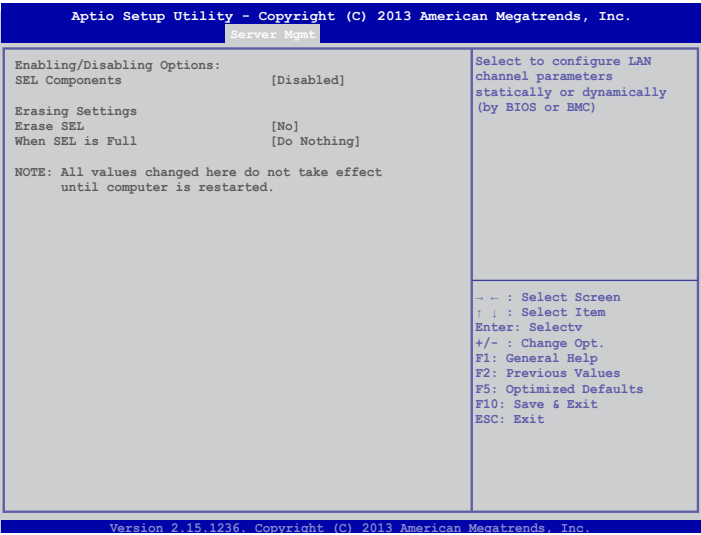 Aptio Setup Utility - Copyright (C) 2013 American Megatrends, Inc.
Server Mgmt
Enabling/Disabling Options:
SEL Components [Disabled]
Erasing Settings
Erase SEL [No]
When SEL is Full [Do Nothing]
NOTE: All values changed here do not take effect
until computer is restarted.
Select to configure LAN
channel parameters
statically or dynamically
(by BIOS or BMC)
→ ← : Select Screen
↑ ↓ : Select Item
Enter: Selectv
+/- : Change Opt.
F1: General Help
F2: Previous Values
F5: Optimized Defaults
F10: Save & Exit
ESC: Exit
Version 2.15.1236. Copyright (C) 2013 American Megatrends, Inc.